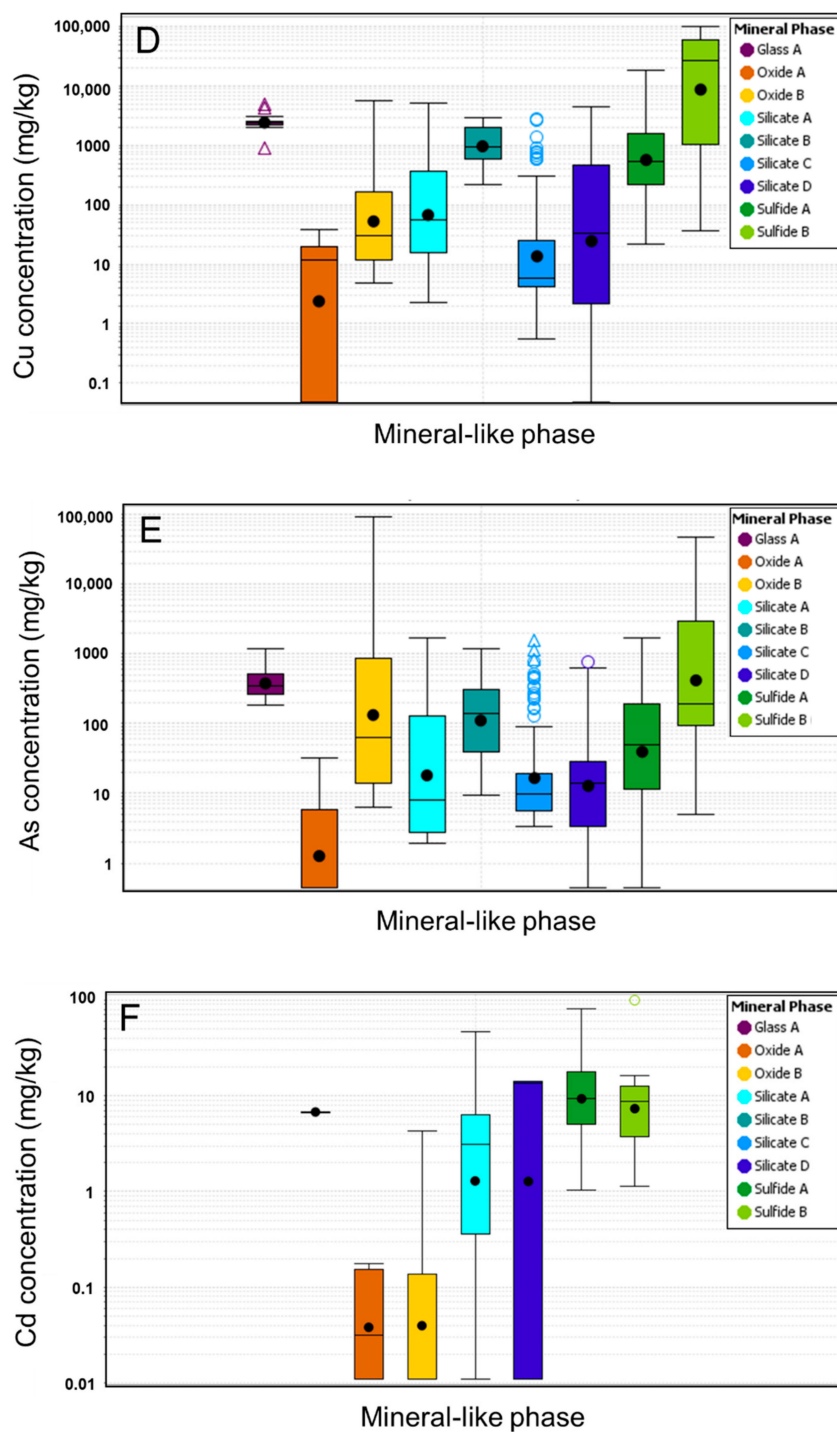 D
Cu concentration (mg/kg)
100,000
10,000
1000
100
10
1
0.1
Mineral Phase
Glass A
Oxide A
Oxide B
Silicate A
Silicate B
Silicate C
Silicate D
Sulfide A
Sulfide B
Mineral-like phase
E
As concentration (mg/kg)
100,000
10,000
1000
100
10
1
Mineral Phase
Glass A
Oxide A
Oxide B
Silicate A
Silicate B
Silicate C
Silicate D
Sulfide A
Sulfide B
Mineral-like phase
F
Cd concentration (mg/kg)
100
10
1
0.1
0.01
Mineral Phase
Glass A
Oxide A
Oxide B
Silicate A
Silicate B
Silicate C
Silicate D
Sulfide A
Sulfide B
Mineral-like phase